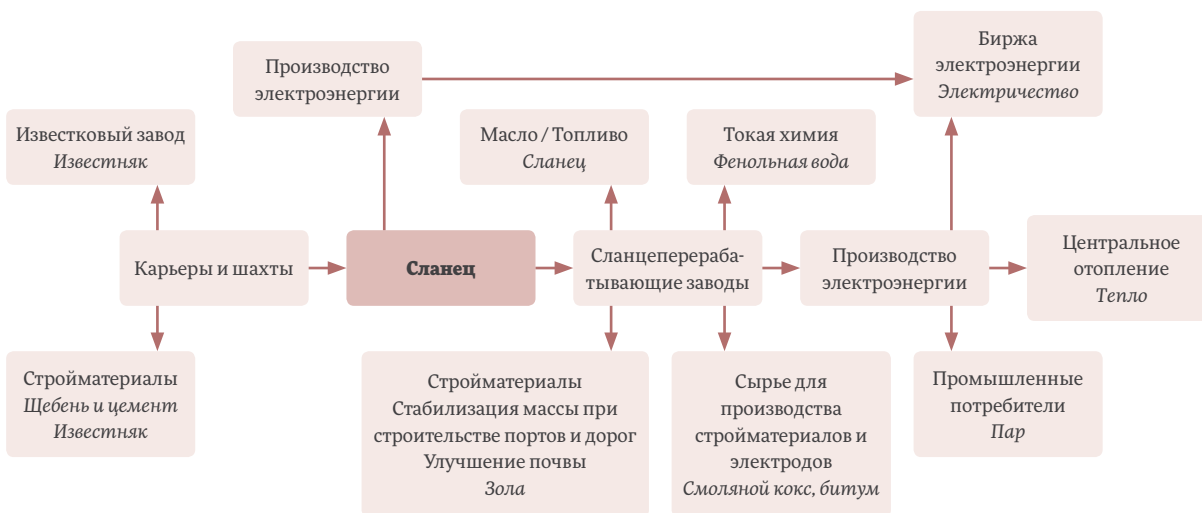 Биржа
электроэнергии
Электричество
Производство
электроэнергии
Известковый завод
Известняк
Масло / Топливо
Сланец
Токая химия
Фенольная вода
Карьеры и шахты
Сланец
Сланцеперераба-
тывающие заводы
Производство
электроэнергии
Центральное
отопление
Тепло
Стройматериалы
Щебень и цемент
Известняк
Стройматериалы
Стабилизация массы при
строительстве портов и дорог
Улучшение почвы
Зола
Сырье для
производства
стройматериалов и
электродов
Смоляной кокс, битум
Промышленные
потребители
Пар